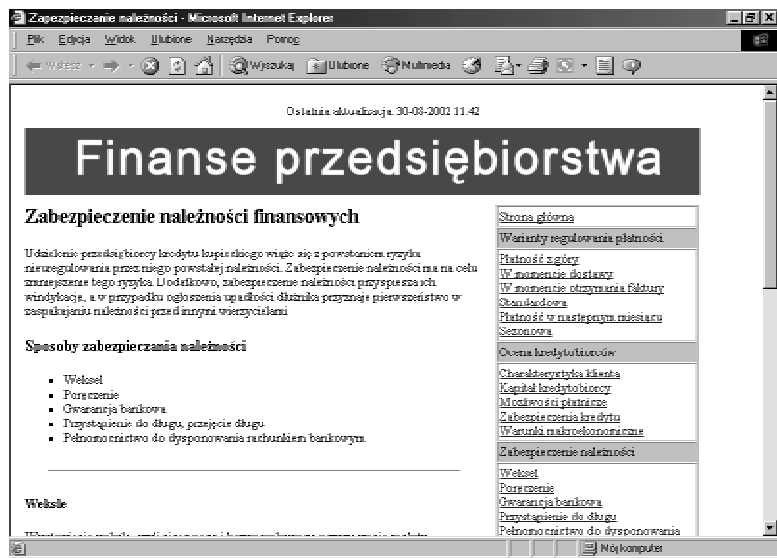 Zapezpieczanie należności - Microsoft Internet Explorer
Plik Edycja Widok Ulubione Narzędzia Pomoc
Wstecz Wyszukaj Ulubione Multimedia
Ostatnia aktualizacja 30-08-2002 11:42
Finanse przedsiębiorstwa
Zabezpieczenie należności finansowych
Udzielenie przedsiębiorcy kredytu kupieckiego wiąże się z powstaniem ryzyka
nieuregulowania przez niego powstałej należności. Zabezpieczenie należności ma na celu
zmniejszenie tego ryzyka. Dodatkowo, zabezpieczenie należności przyspiesza ich
windykację, a w przypadku ogłoszenia upadłości dłużnika przyznaje pierwszeństwo w
zaspakajaniu należności przed innymi wierzycielami
Sposoby zabezpieczania należności
Weksel
Poręczenie
Gwarancja bankowa
Przystąpienie do długu, przejęcie długu
Pełnomocnictwo do dysponowania rachunkiem bankowym
Weksle
Strona główna
Warianty regulowania płatności
Płatność z góry
W momencie dostawy
W momencie otrzymania faktury
Standardowa
Płatność w następnym miesiącu
Sezonowa
Ocena kredytobiorców
Charakterystyka klienta
Kapitał kredytobiorcy
Możliwości płatnicze
Zabezpieczenia kredytu
Warunki makroekonomiczne
Zabezpieczenie należności
Weksel
Poręczenie
Gwarancja bankowa
Przystąpienie do długu
Pełnomocnictwo do dysponowania
Mój komputer